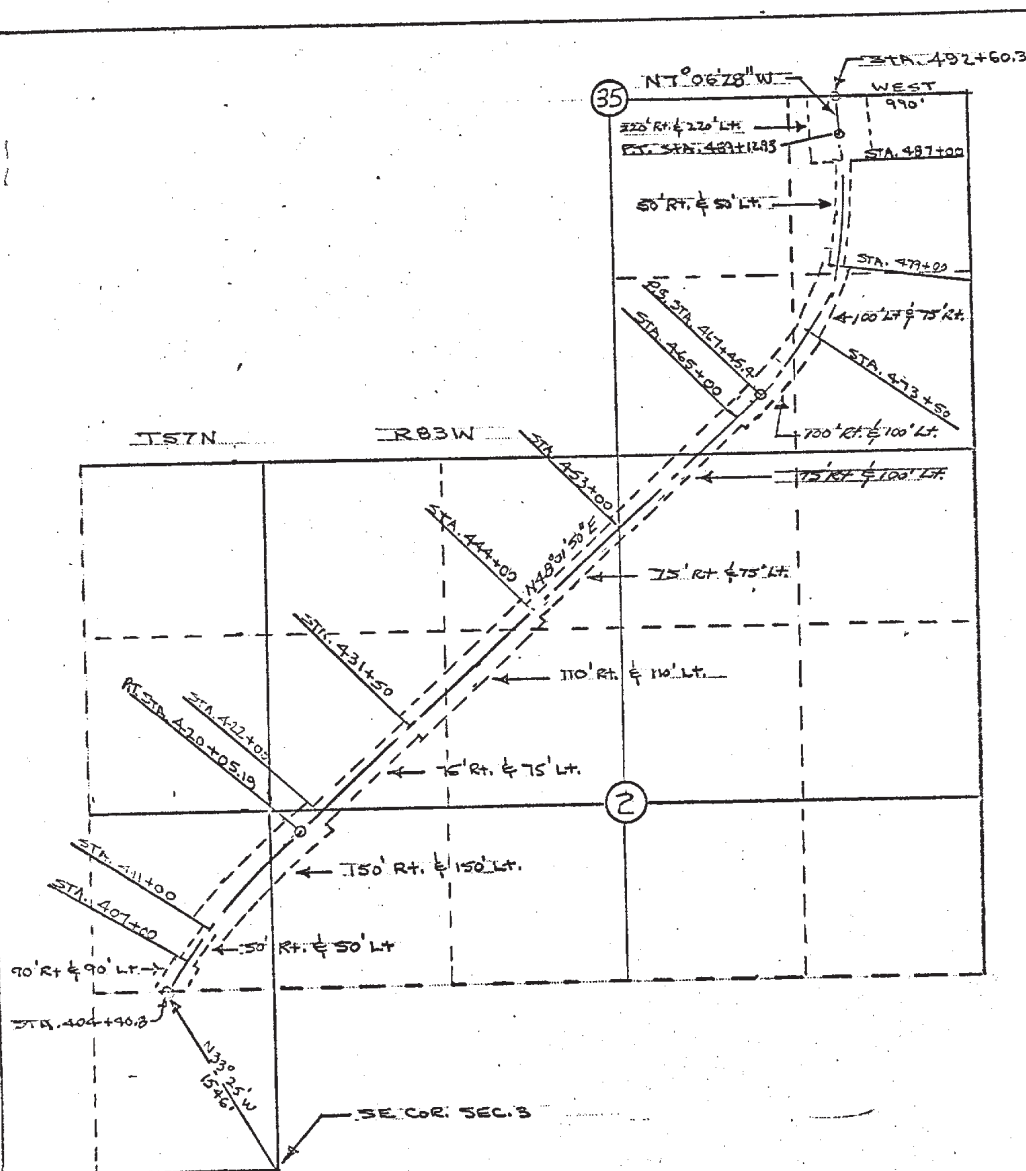 STA. 492+60.3
N7°06'28"W
WEST
990'
35
220' Rt. & 220' Lt.
P.T. STA. 489+12.93
STA. 487+00
50' Rt. & 50' Lt.
STA. 479+00
P.S. STA. 467+45.4
100' Lt & 75' Rt.
STA. 465+00
STA. 473+50
T57N
R83W
STA. 453+00
100' Rt. & 100' Lt.
75' Rt & 100' Lt.
STA. 444+00
N48°01'50"E
75' Rt & 75' Lt.
STA. 431+50
110' Rt. & 110' Lt.
STA. 422+00
P.T. STA. 420+05.19
75' Rt. & 75' Lt.
2
STA. 411+00
150' Rt. & 150' Lt.
STA. 407+00
50' Rt. & 50' Lt
90' Rt & 90' Lt.
STA. 404+40.8
N33°25'W
1546'
SE COR. SEC. 3